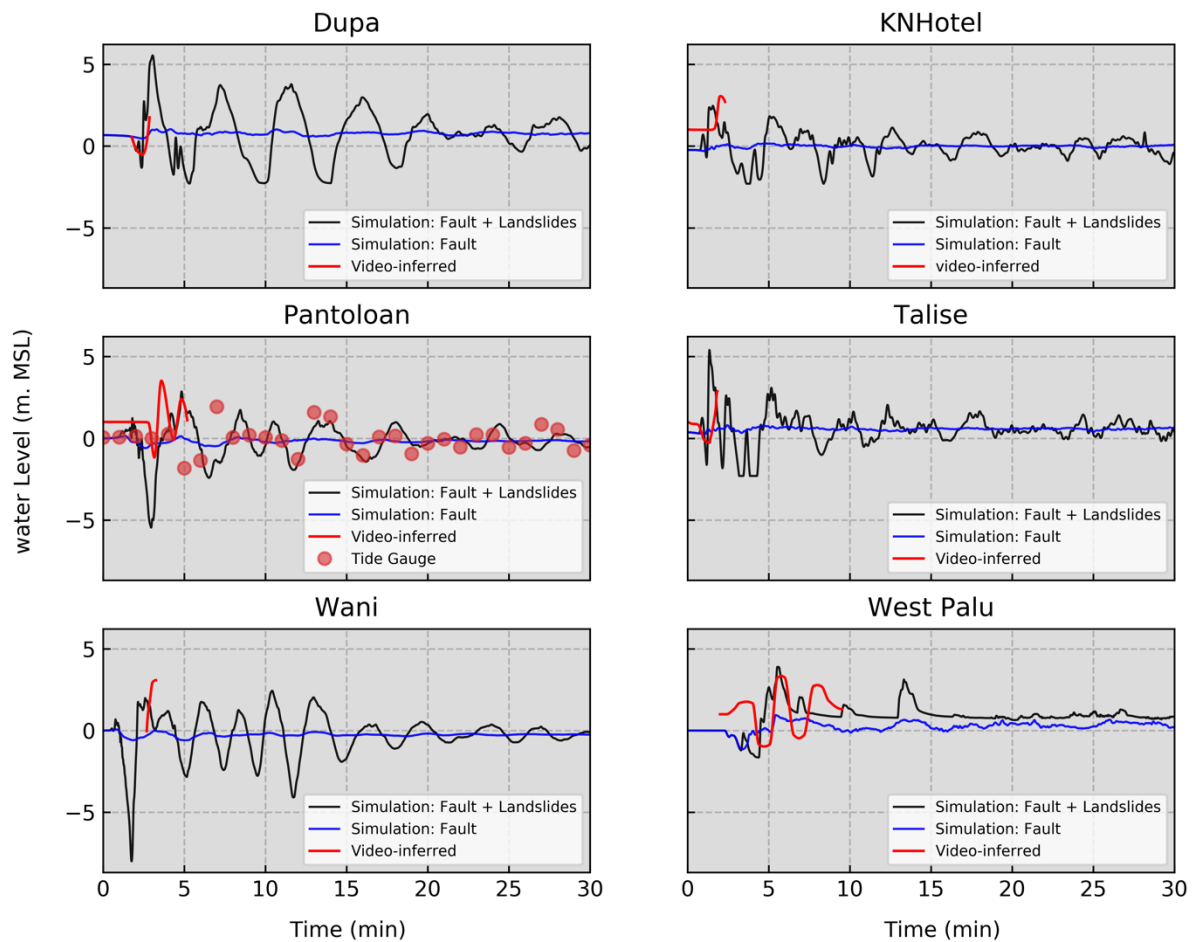 Dupa
KNHotel
5
0
−5
Simulation: Fault + Landslides
Simulation: Fault
Video-inferred
Simulation: Fault + Landslides
Simulation: Fault
video-inferred
Pantoloan
Talise
water Level (m. MSL)
5
0
−5
Simulation: Fault + Landslides
Simulation: Fault
Video-inferred
Tide Gauge
Simulation: Fault + Landslides
Simulation: Fault
Video-inferred
Wani
West Palu
5
0
−5
Simulation: Fault + Landslides
Simulation: Fault
Video-inferred
Simulation: Fault + Landslides
Simulation: Fault
Video-inferred
0 5 10 15 20 25 30
0 5 10 15 20 25 30
Time (min)
Time (min)